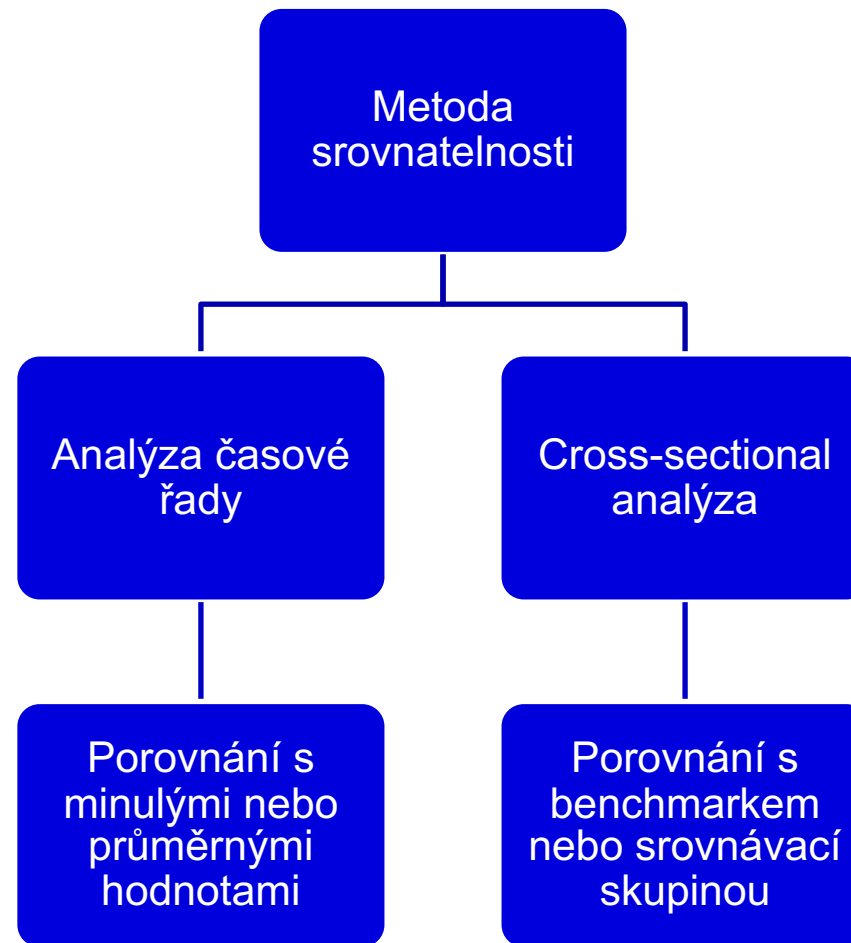 Metoda
srovnatelnosti
Analýza časové
řady
Cross-sectional
analýza
Porovnání s
minulými nebo
průměrnými
hodnotami
Porovnání s
benchmarkem
nebo srovnávací
skupinou